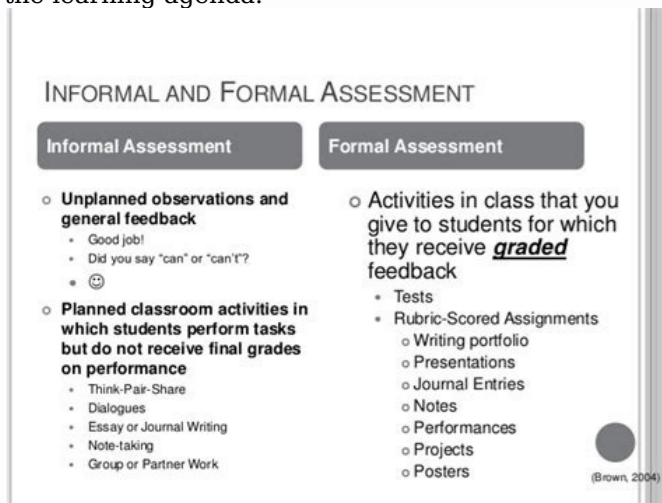 the learning agenda.
INFORMAL AND FORMAL ASSESSMENT
Informal Assessment
Unplanned observations and
general feedback
Good job!
Did you say “can” or “can’t”?
☺
Planned classroom activities in
which students perform tasks
but do not receive final grades
on performance
Think-Pair-Share
Dialogues
Essay or Journal Writing
Note-taking
Group or Partner Work
Formal Assessment
Activities in class that you
give to students for which
they receive graded
feedback
Tests
Rubric-Scored Assignments
Writing portfolio
Presentations
Journal Entries
Notes
Performances
Projects
Posters
(Brown, 2004)